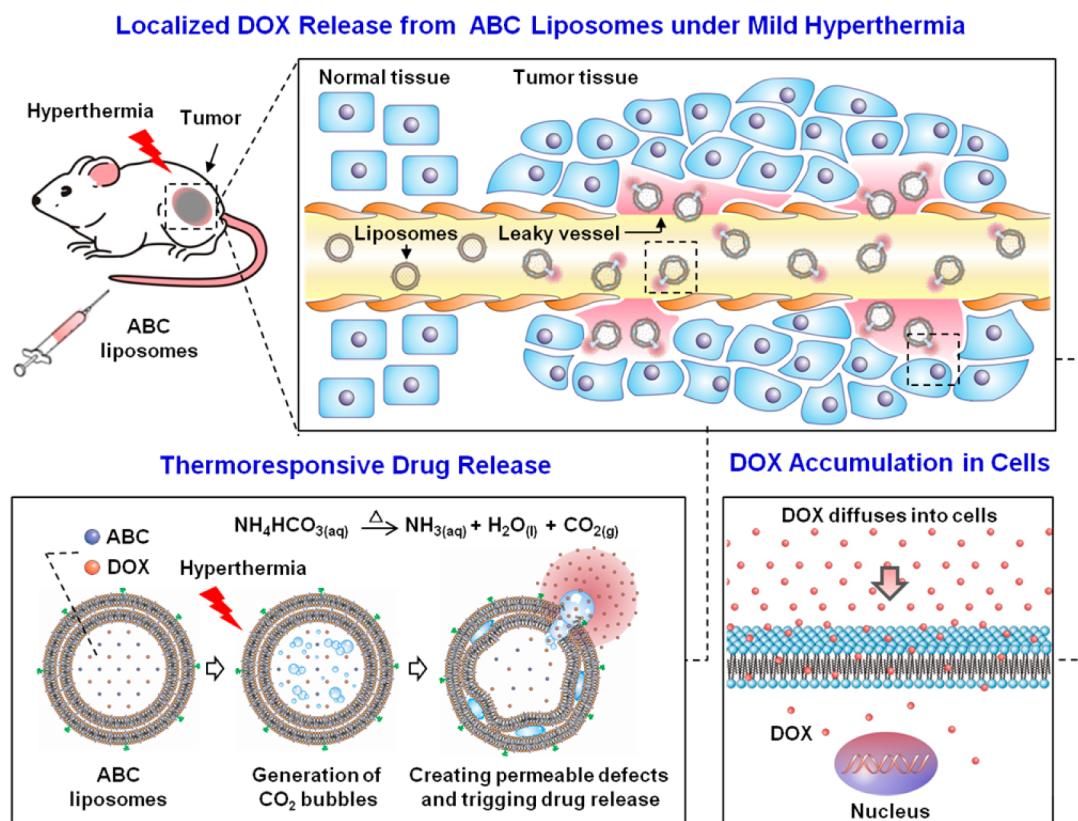 Localized DOX Release from ABC Liposomes under Mild Hyperthermia
Normal tissue
Tumor tissue
Hyperthermia
Tumor
Liposomes
Leaky vessel
ABC
liposomes
Thermoresponsive Drug Release
NH₄HCO₃(aq) △→ NH₃(aq) + H₂O(l) + CO₂(g)
ABC
DOX
Hyperthermia
ABC
liposomes
Generation of
CO₂ bubbles
Creating permeable defects
and trigging drug release
DOX Accumulation in Cells
DOX diffuses into cells
DOX
Nucleus